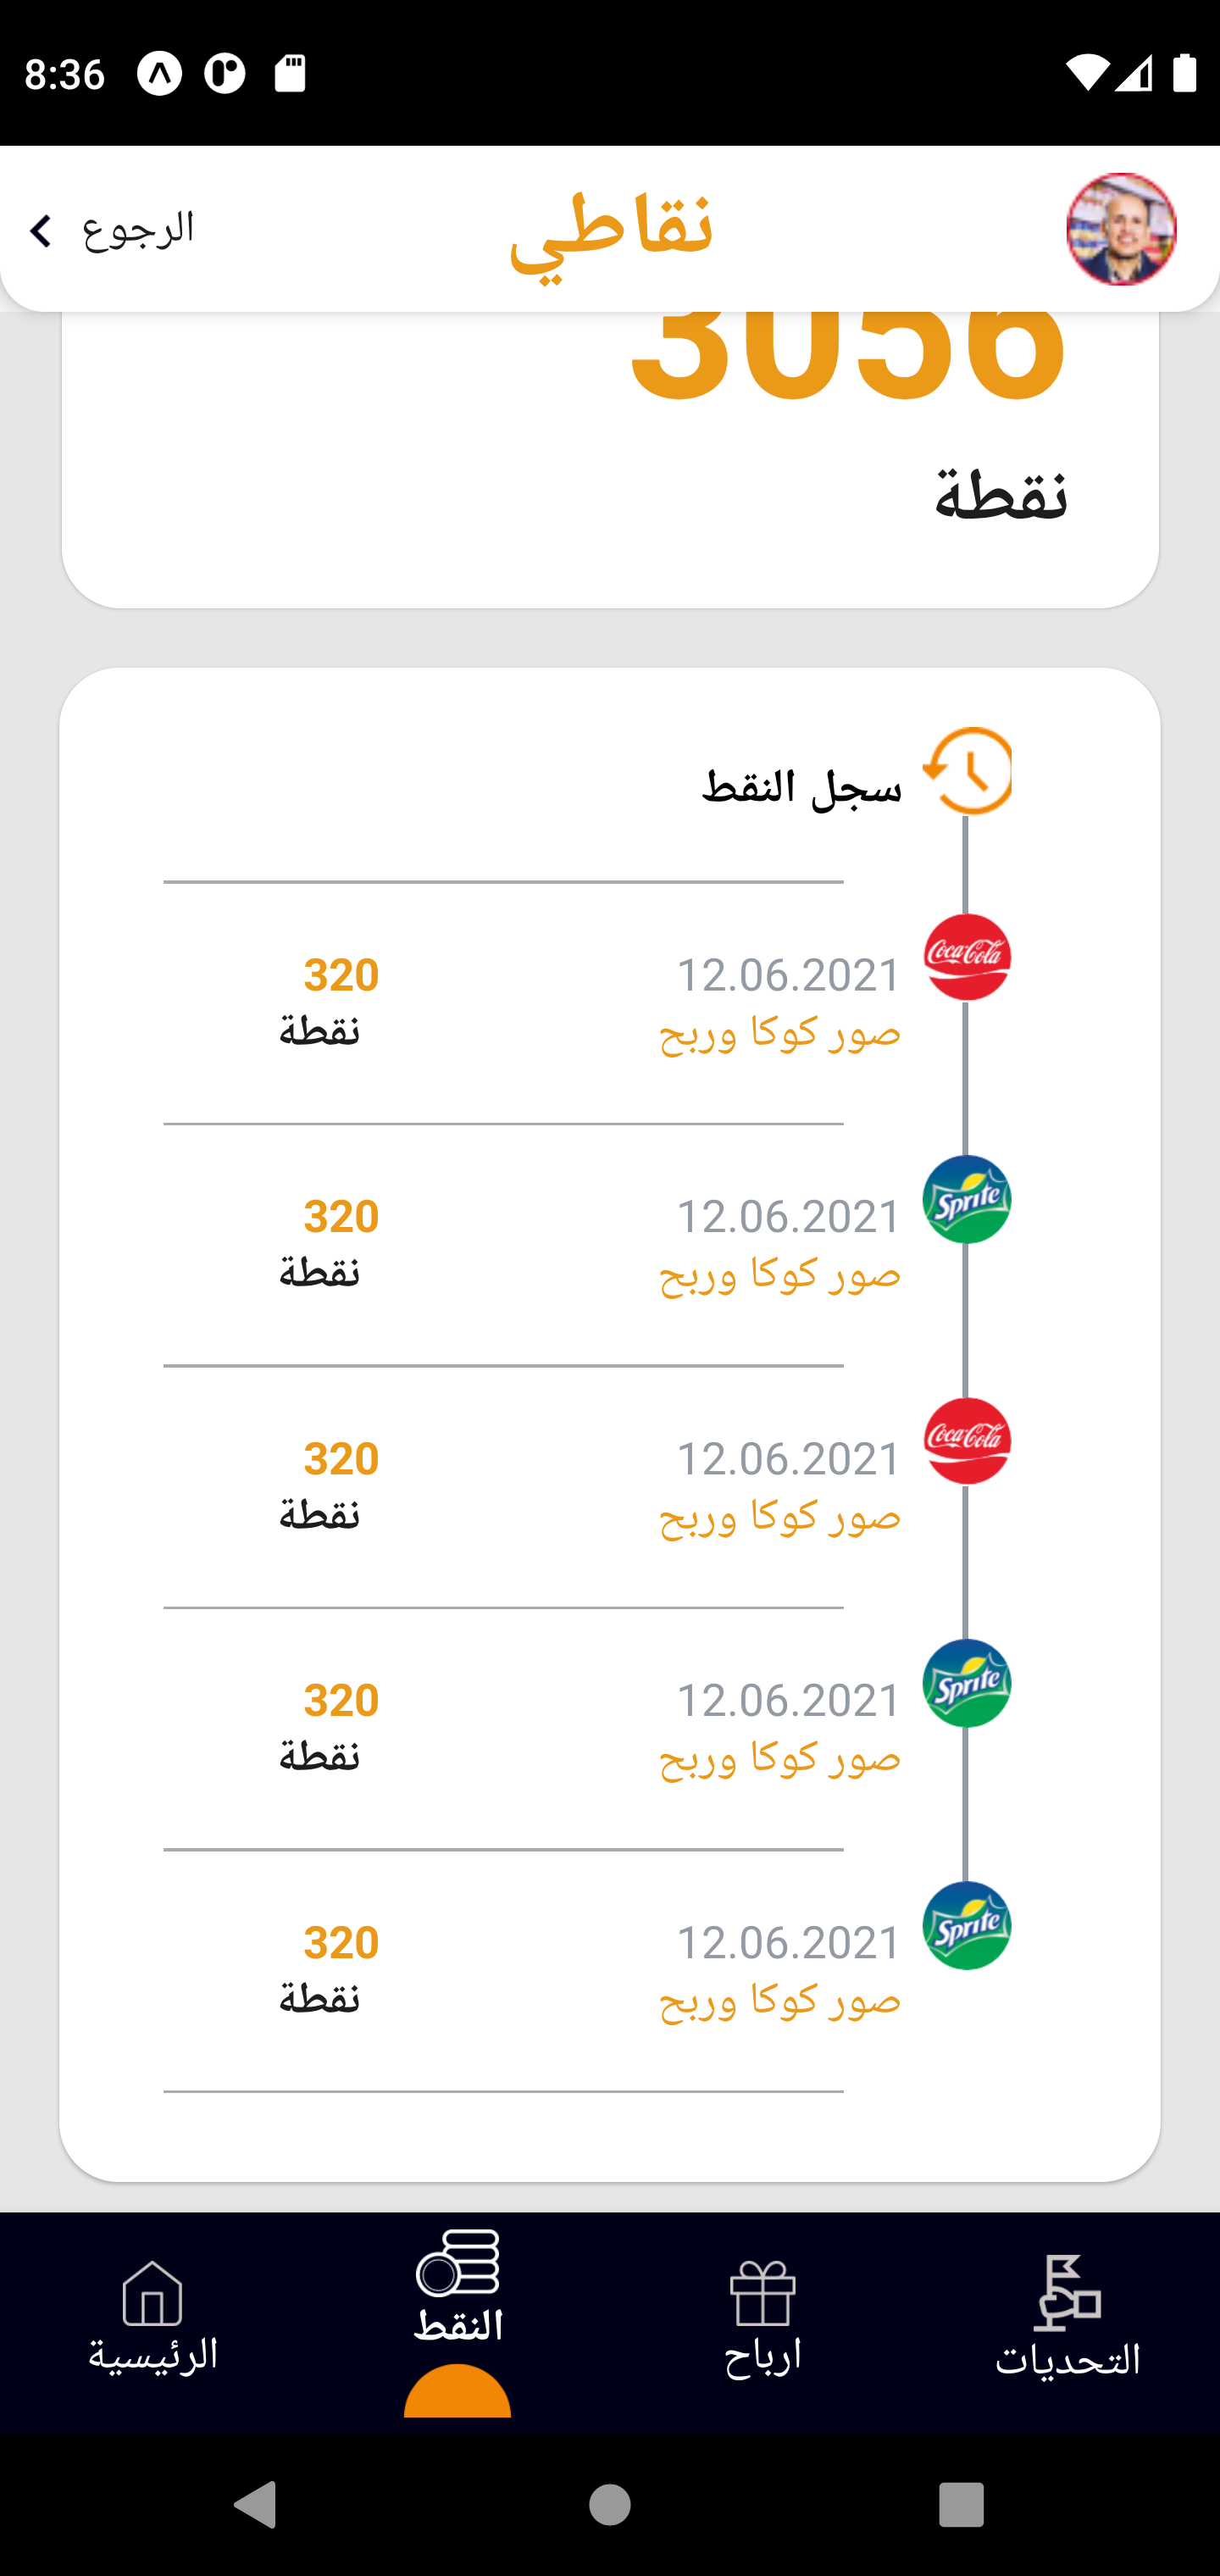 8:36
نقاطي
الرجوع
3056
نقطة
سجل النقط
Coca-Cola
12.06.2021
320
صور كوكا وربح
نقطة
Sprite
12.06.2021
320
صور كوكا وربح
نقطة
Coca-Cola
12.06.2021
320
صور كوكا وربح
نقطة
Sprite
12.06.2021
320
صور كوكا وربح
نقطة
Sprite
12.06.2021
320
صور كوكا وربح
نقطة
التحديات
ارباح
النقط
الرئيسية